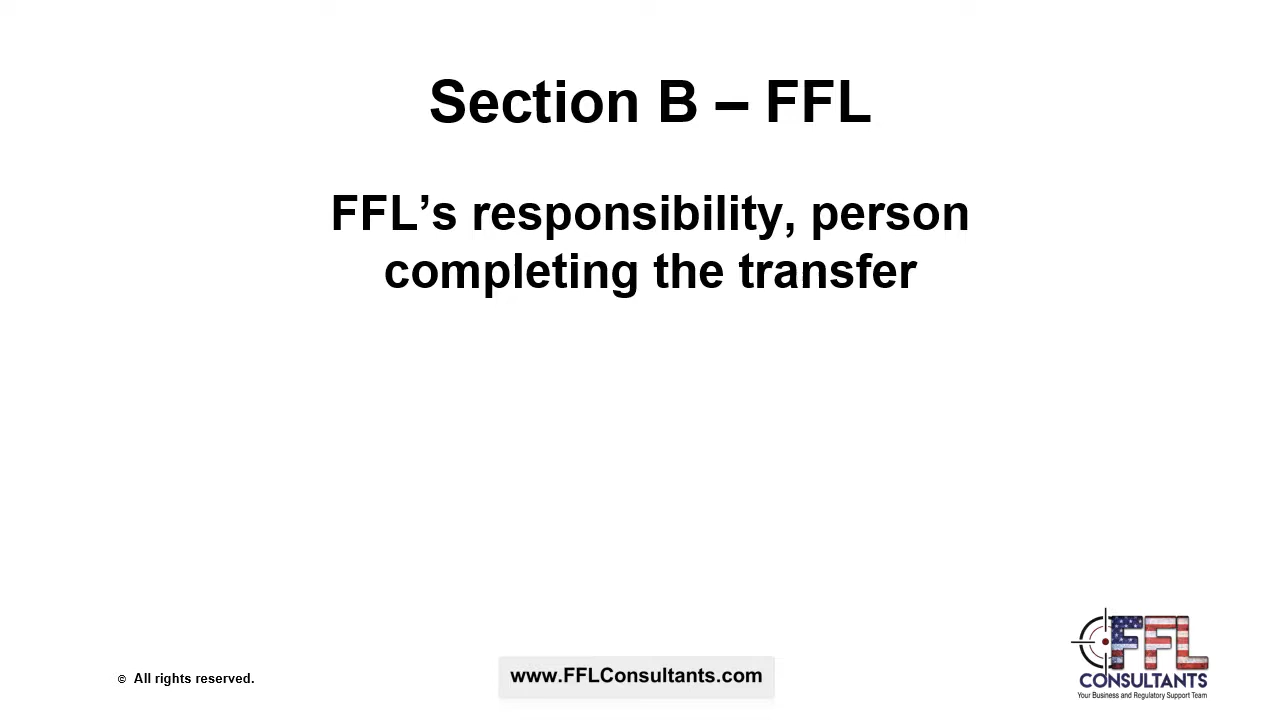 Section B – FFL
FFL’s responsibility, person
completing the transfer
© All rights reserved.
www.FFLConsultants.com
FFL
CONSULTANTS
Your Business and Regulatory Support Team